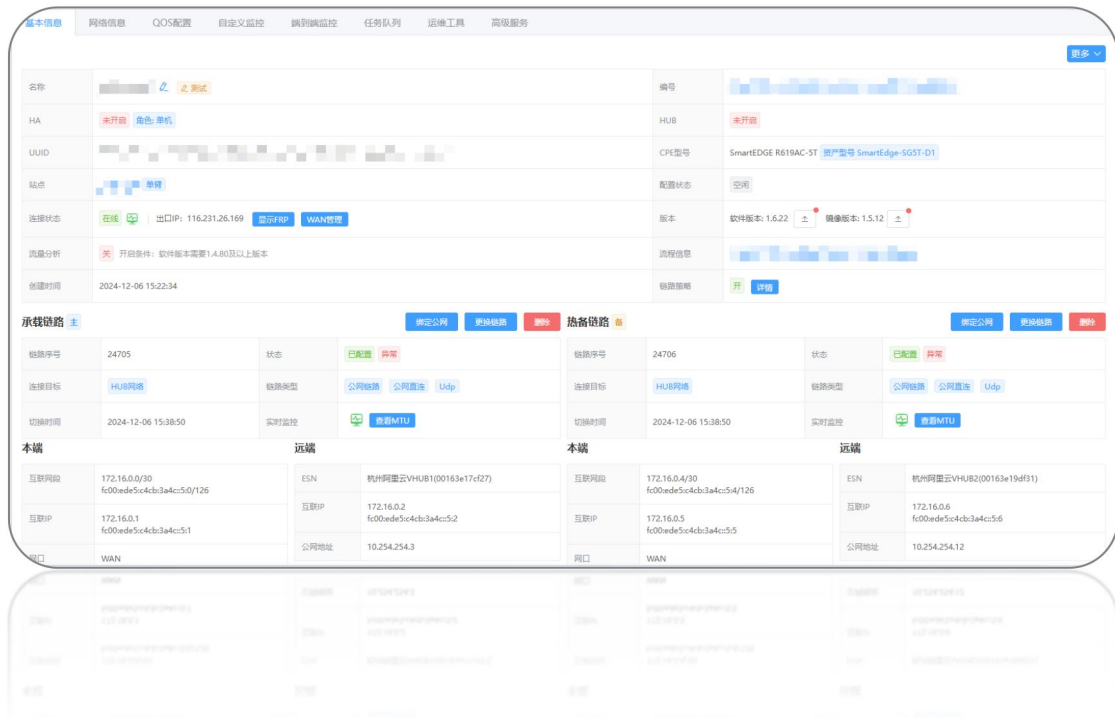 基本信息 网络信息 QOS配置 自定义监控 端到端监控 任务队列 运维工具 高级服务
更多
名称 测试 编号
HA 未开启 角色: 单机 HUB 未开启
UUID CPE型号 SmartEDGE R619AC-5T 资产型号 SmartEdge-SG5T-D1
站点 单臂 配置状态 空闲
连接状态 在线 出口IP: 116.231.26.169 显示FRP WAN管理 版本 软件版本: 1.6.22 镜像版本: 1.5.12
流量分析 关 开启条件: 软件版本需要1.4.80及以上版本 流程信息
创建时间 2024-12-06 15:22:34 链路策略 开 详情
承载链路 主 绑定公网 更换链路 删除 热备链路 备 绑定公网 更换链路 删除
链路序号 24705 状态 已配置 异常 链路序号 24706 状态 已配置 异常
连接目标 HUB网络 链路类型 公网链路 公网直连 Udp 连接目标 HUB网络 链路类型 公网链路 公网直连 Udp
切换时间 2024-12-06 15:38:50 实时监控 查看MTU 切换时间 2024-12-06 15:38:50 实时监控 查看MTU
本端 远端 本端 远端
互联网段 172.16.0.0/30 ESN 杭州阿里云VHUB1(00163e17cf27) 互联网段 172.16.0.4/30 ESN 杭州阿里云VHUB2(00163e19df31)
fc00:ede5:c4cb:3a4c::5:0/126 fc00:ede5:c4cb:3a4c::5:4/126
互联IP 172.16.0.1 互联IP 172.16.0.2 互联IP 172.16.0.5 互联IP 172.16.0.6
fc00:ede5:c4cb:3a4c::5:1 fc00:ede5:c4cb:3a4c::5:2 fc00:ede5:c4cb:3a4c::5:5 fc00:ede5:c4cb:3a4c::5:6
网口 WAN 公网地址 10.254.254.3 网口 WAN 公网地址 10.254.254.12